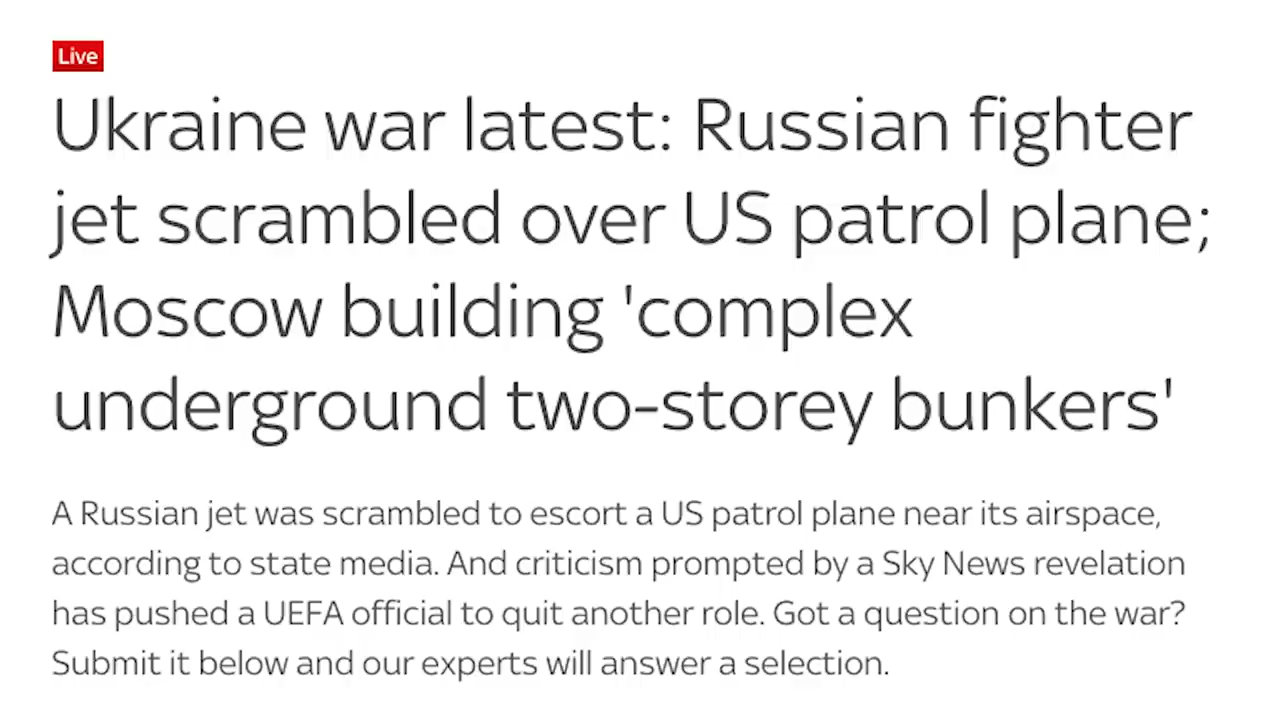 Live
Ukraine war latest: Russian fighter
jet scrambled over US patrol plane;
Moscow building 'complex
underground two-storey bunkers'
A Russian jet was scrambled to escort a US patrol plane near its airspace,
according to state media. And criticism prompted by a Sky News revelation
has pushed a UEFA official to quit another role. Got a question on the war?
Submit it below and our experts will answer a selection.